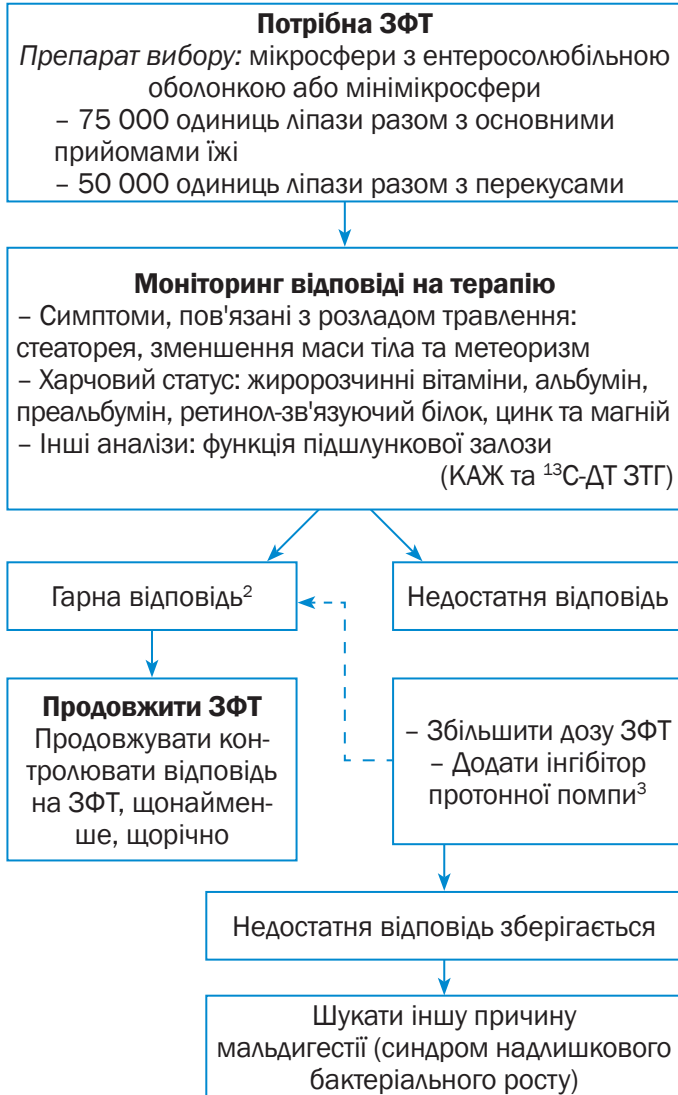 Потрібна ЗФТ
Препарат вибору: мікросфери з ентеросолюбільною
оболонкою або мінімікросфери
– 75 000 одиниць ліпази разом з основними
прийомами їжі
– 50 000 одиниць ліпази разом з перекусами
Моніторинг відповіді на терапію
– Симптоми, пов'язані з розладом травлення:
стеаторея, зменшення маси тіла та метеоризм
– Харчовий статус: жиророзчинні вітаміни, альбумін,
преальбумін, ретинол-зв'язуючий білок, цинк та магній
– Інші аналізи: функція підшлункової залози
(КАЖ та ¹³С-ДТ ЗТГ)
Гарна відповідь²
Недостатня відповідь
Продовжити ЗФТ
Продовжувати кон-
тролювати відповідь
на ЗФТ, щонаймен-
ше, щорічно
– Збільшити дозу ЗФТ
– Додати інгібітор
протонної помпи³
Недостатня відповідь зберігається
Шукати іншу причину
мальдигестії (синдром надлишкового
бактеріального росту)